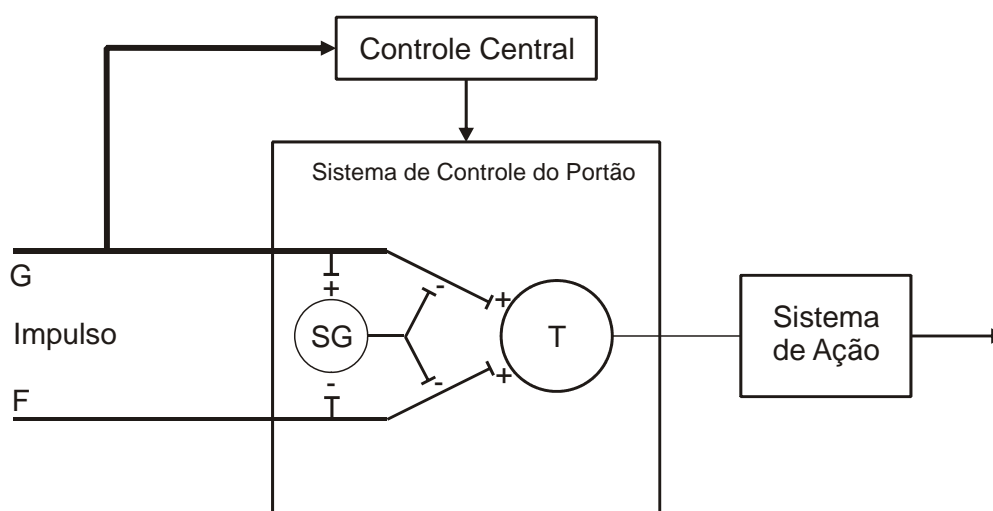 Controle Central
Sistema de Controle do Portão
G
+
-
+
Impulso
SG
T
Sistema
de Ação
-
-
+
F